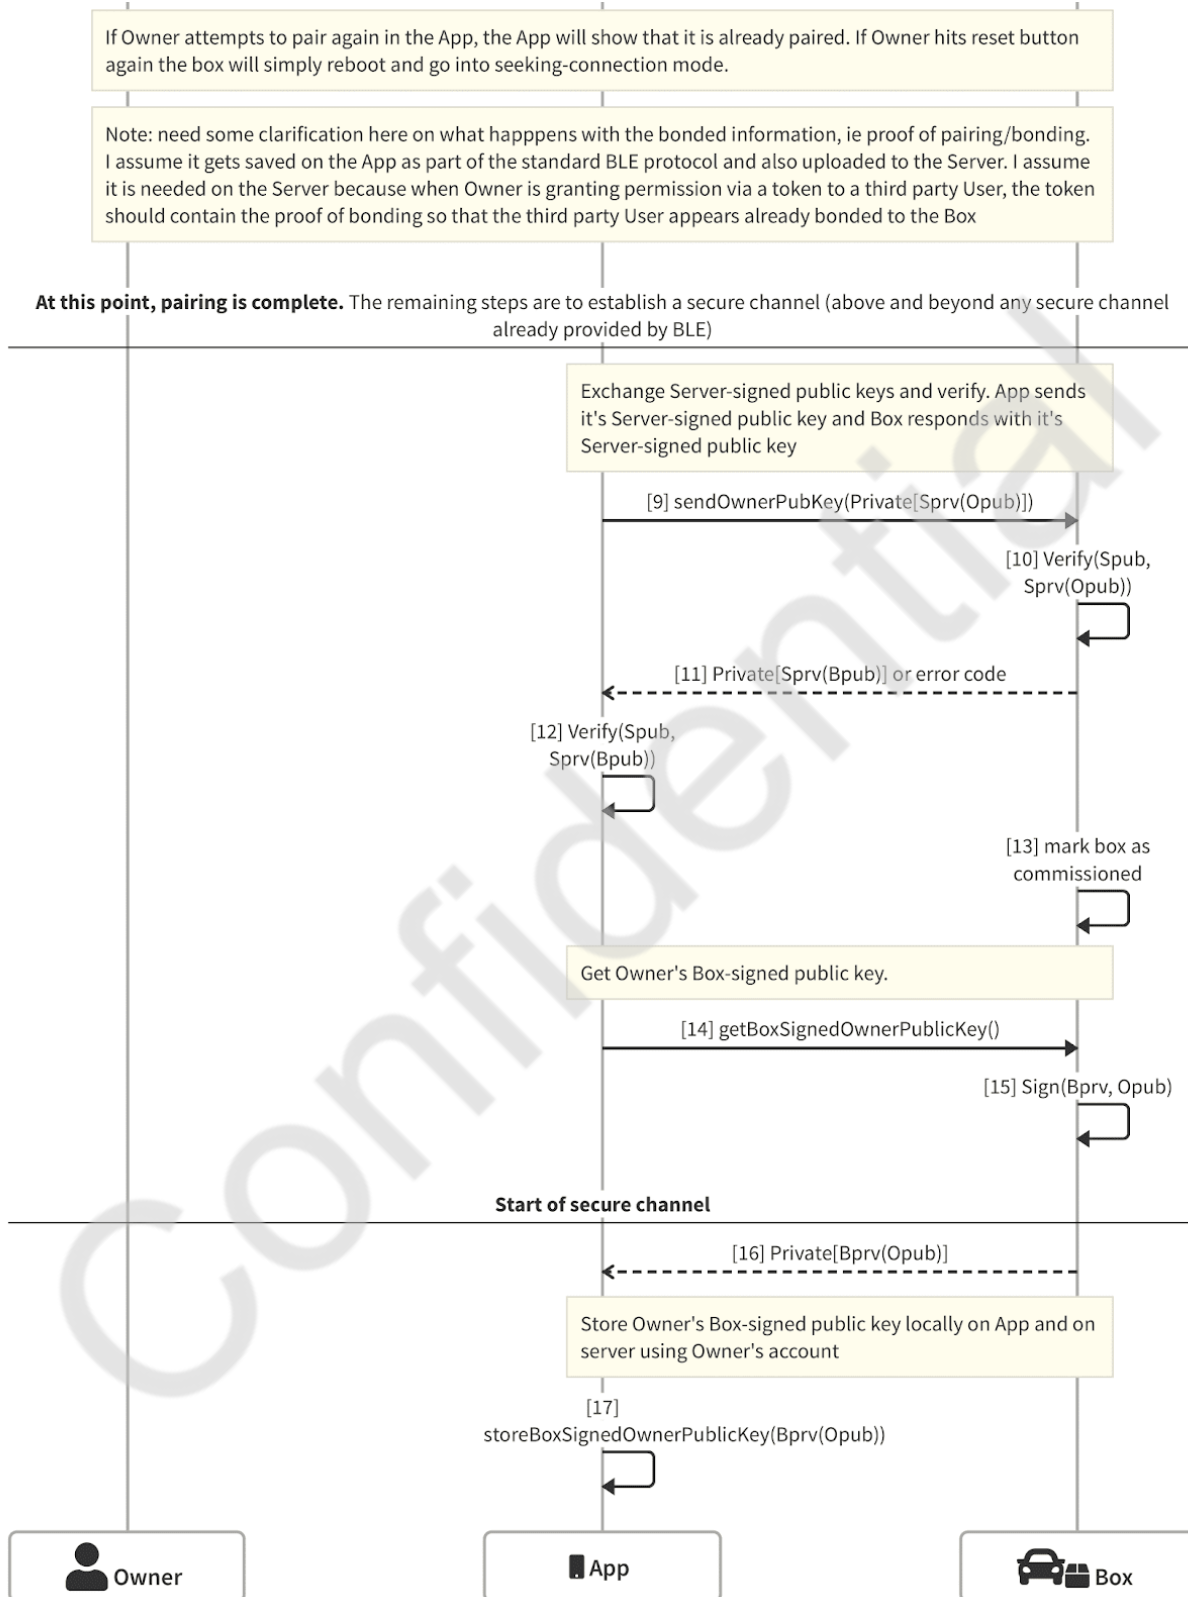 If Owner attempts to pair again in the App, the App will show that it is already paired. If Owner hits reset button
again the box will simply reboot and go into seeking-connection mode.
Note: need some clarification here on what happpens with the bonded information, ie proof of pairing/bonding.
I assume it gets saved on the App as part of the standard BLE protocol and also uploaded to the Server. I assume
it is needed on the Server because when Owner is granting permission via a token to a third party User, the token
should contain the proof of bonding so that the third party User appears already bonded to the Box
At this point, pairing is complete. The remaining steps are to establish a secure channel (above and beyond any secure channel
already provided by BLE)
Exchange Server-signed public keys and verify. App sends
it's Server-signed public key and Box responds with it's
Server-signed public key
[9] sendOwnerPubKey(Private[Sprv(Opub)])
[10] Verify(Spub,
Sprv(Opub))
[11] Private[Sprv(Bpub)] or error code
[12] Verify(Spub,
Sprv(Bpub))
[13] mark box as
commissioned
Get Owner's Box-signed public key.
[14] getBoxSignedOwnerPublicKey()
[15] Sign(Bprv, Opub)
Start of secure channel
[16] Private[Bprv(Opub)]
Store Owner's Box-signed public key locally on App and on
server using Owner's account
[17]
storeBoxSignedOwnerPublicKey(Bprv(Opub))
Owner
App
Box
Confidential